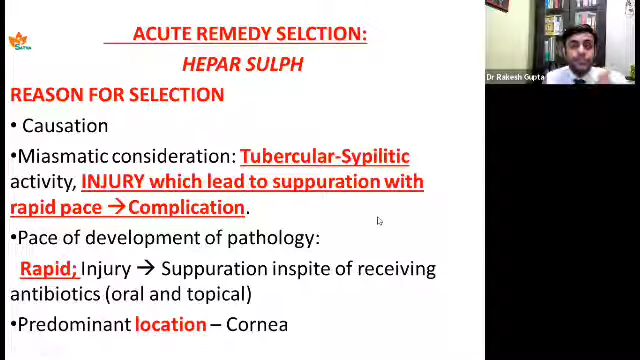 ACUTE REMEDY SELCTION:
HEPAR SULPH
REASON FOR SELECTION
• Causation
•Miasmatic consideration: Tubercular-Sypilitic
activity, INJURY which lead to suppuration with
rapid pace →Complication.
•Pace of development of pathology:
Rapid; Injury → Suppuration inspite of receiving
antibiotics (oral and topical)
•Predominant location – Cornea
Dr Rakesh Gupta